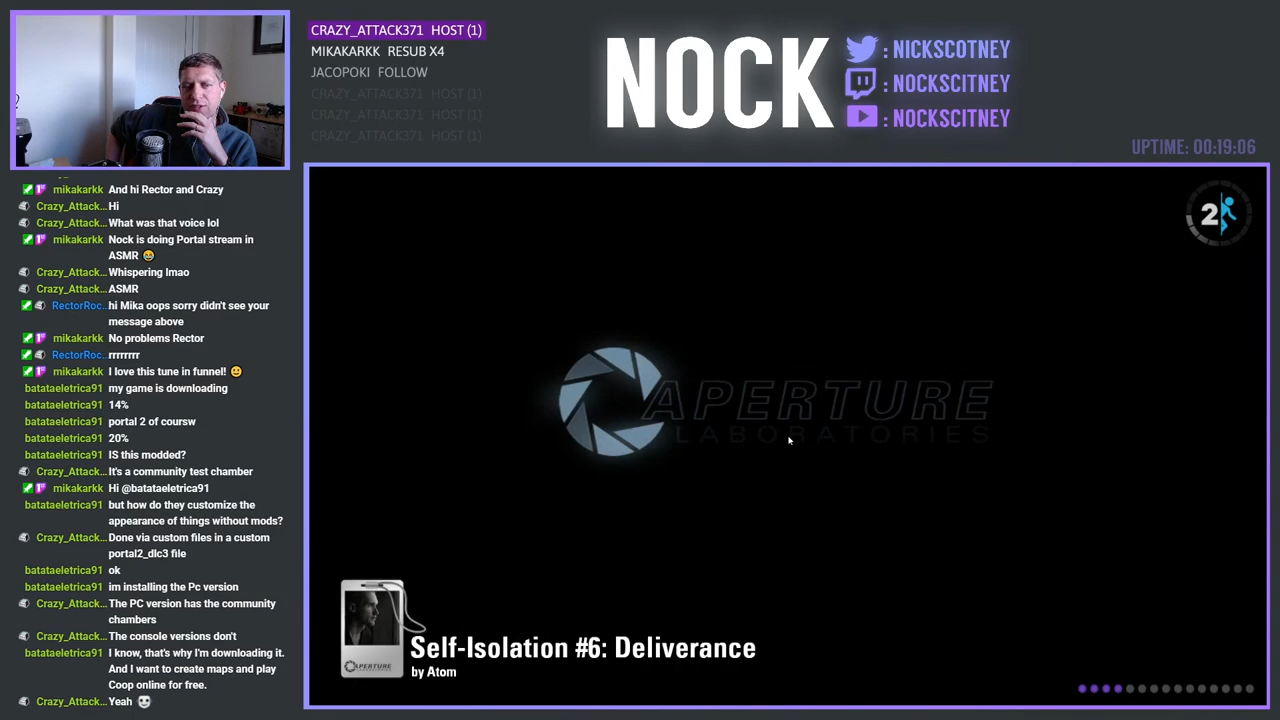 CRAZY_ATTACK371 HOST (1)
MIKAKARKK RESUB X4
JACOPOKI FOLLOW
CRAZY_ATTACK371 HOST (1)
CRAZY_ATTACK371 HOST (1)
CRAZY_ATTACK371 HOST (1)
NOCK
: NICKSCOTNEY
: NOCKSCITNEY
: NOCKSCITNEY
UPTIME: 00:19:06
mikakarkk And hi Rector and Crazy
Crazy_Attack... Hi
Crazy_Attack... What was that voice lol
mikakarkk Nock is doing Portal stream in
ASMR 😂
Crazy_Attack... Whispering lmao
Crazy_Attack... ASMR
RectorRoc... hi Mika oops sorry didn't see your
message above
mikakarkk No problems Rector
RectorRoc... rrrrrrrr
mikakarkk I love this tune in funnel! 😃
batataeletrica91 my game is downloading
batataeletrica91 14%
batataeletrica91 portal 2 of coursw
batataeletrica91 20%
batataeletrica91 IS this modded?
Crazy_Attack... It's a community test chamber
mikakarkk Hi @batataeletrica91
batataeletrica91 but how do they customize the
appearance of things without mods?
Crazy_Attack... Done via custom files in a custom
portal2_dlc3 file
batataeletrica91 ok
batataeletrica91 im installing the Pc version
Crazy_Attack... The PC version has the community
chambers
Crazy_Attack... The console versions don't
batataeletrica91 I know, that's why I'm downloading it.
And I want to create maps and play
Coop online for free.
Crazy_Attack... Yeah
2
APERTURE
LABORATORIES
APERTURE
Self-Isolation #6: Deliverance
by Atom